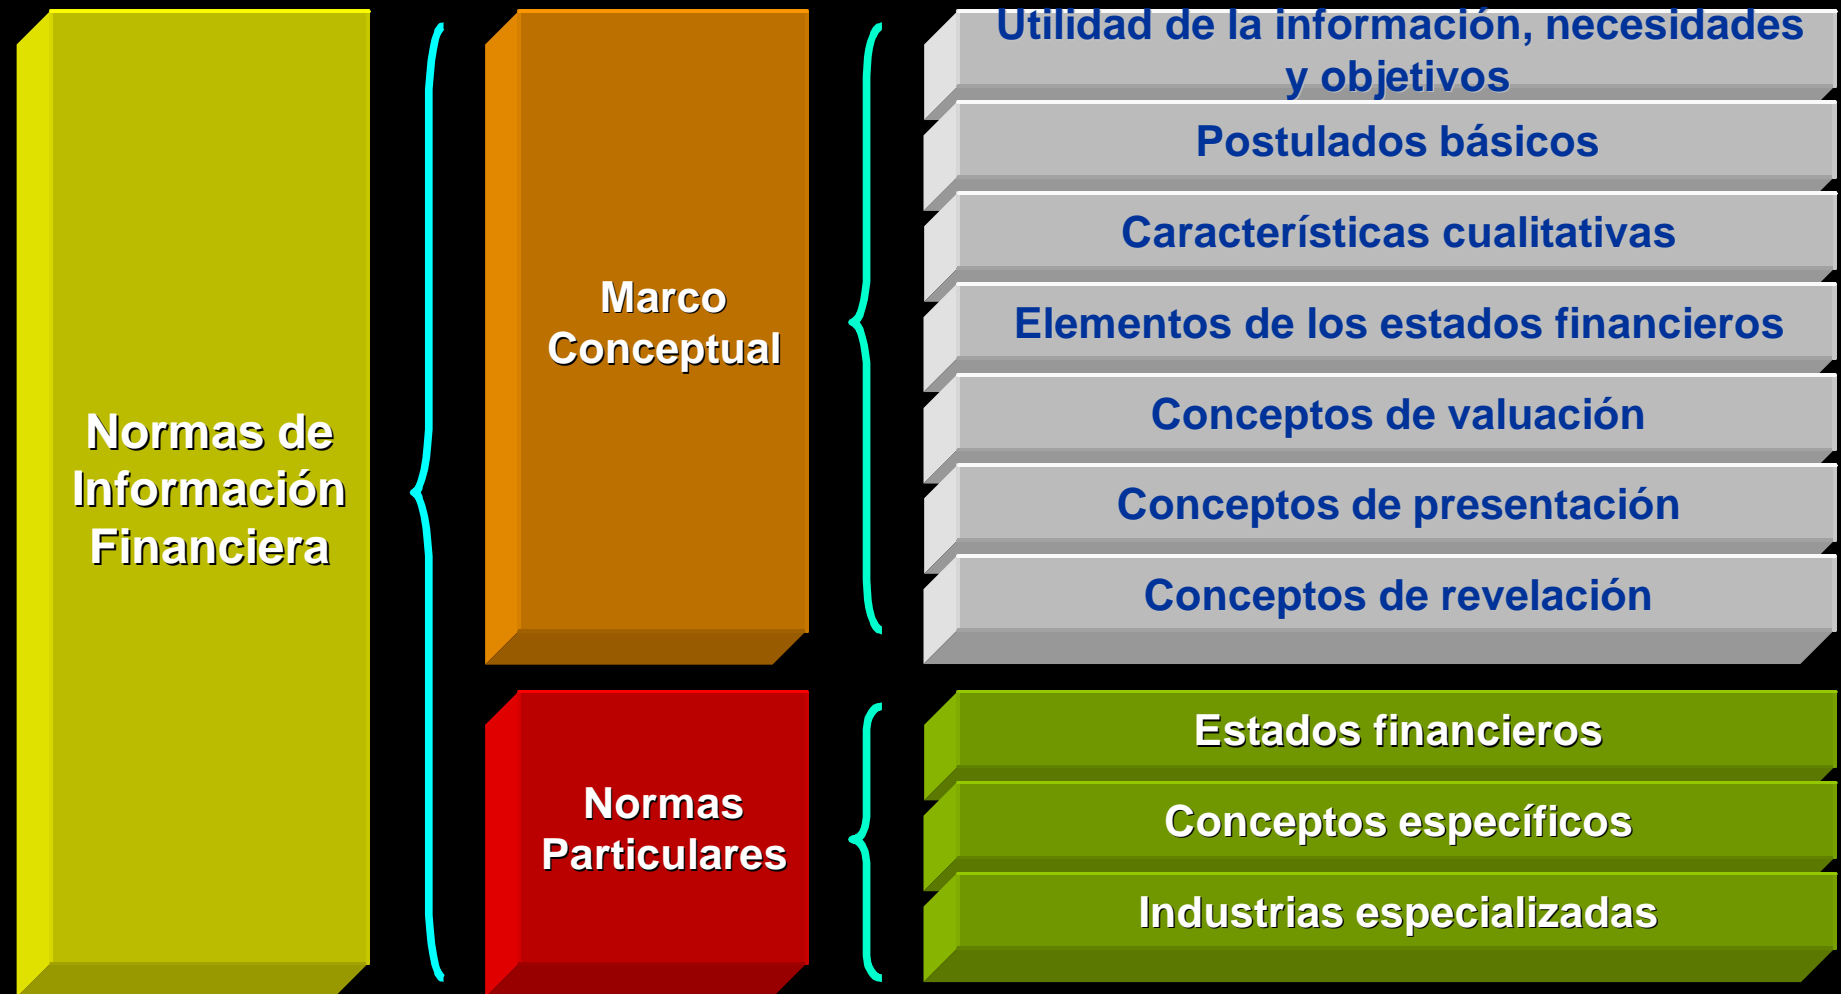 Normas de
Información
Financiera
Marco
Conceptual
Utilidad de la información, necesidades
y objetivos
Postulados básicos
Características cualitativas
Elementos de los estados financieros
Conceptos de valuación
Conceptos de presentación
Conceptos de revelación
Normas
Particulares
Estados financieros
Conceptos específicos
Industrias especializadas